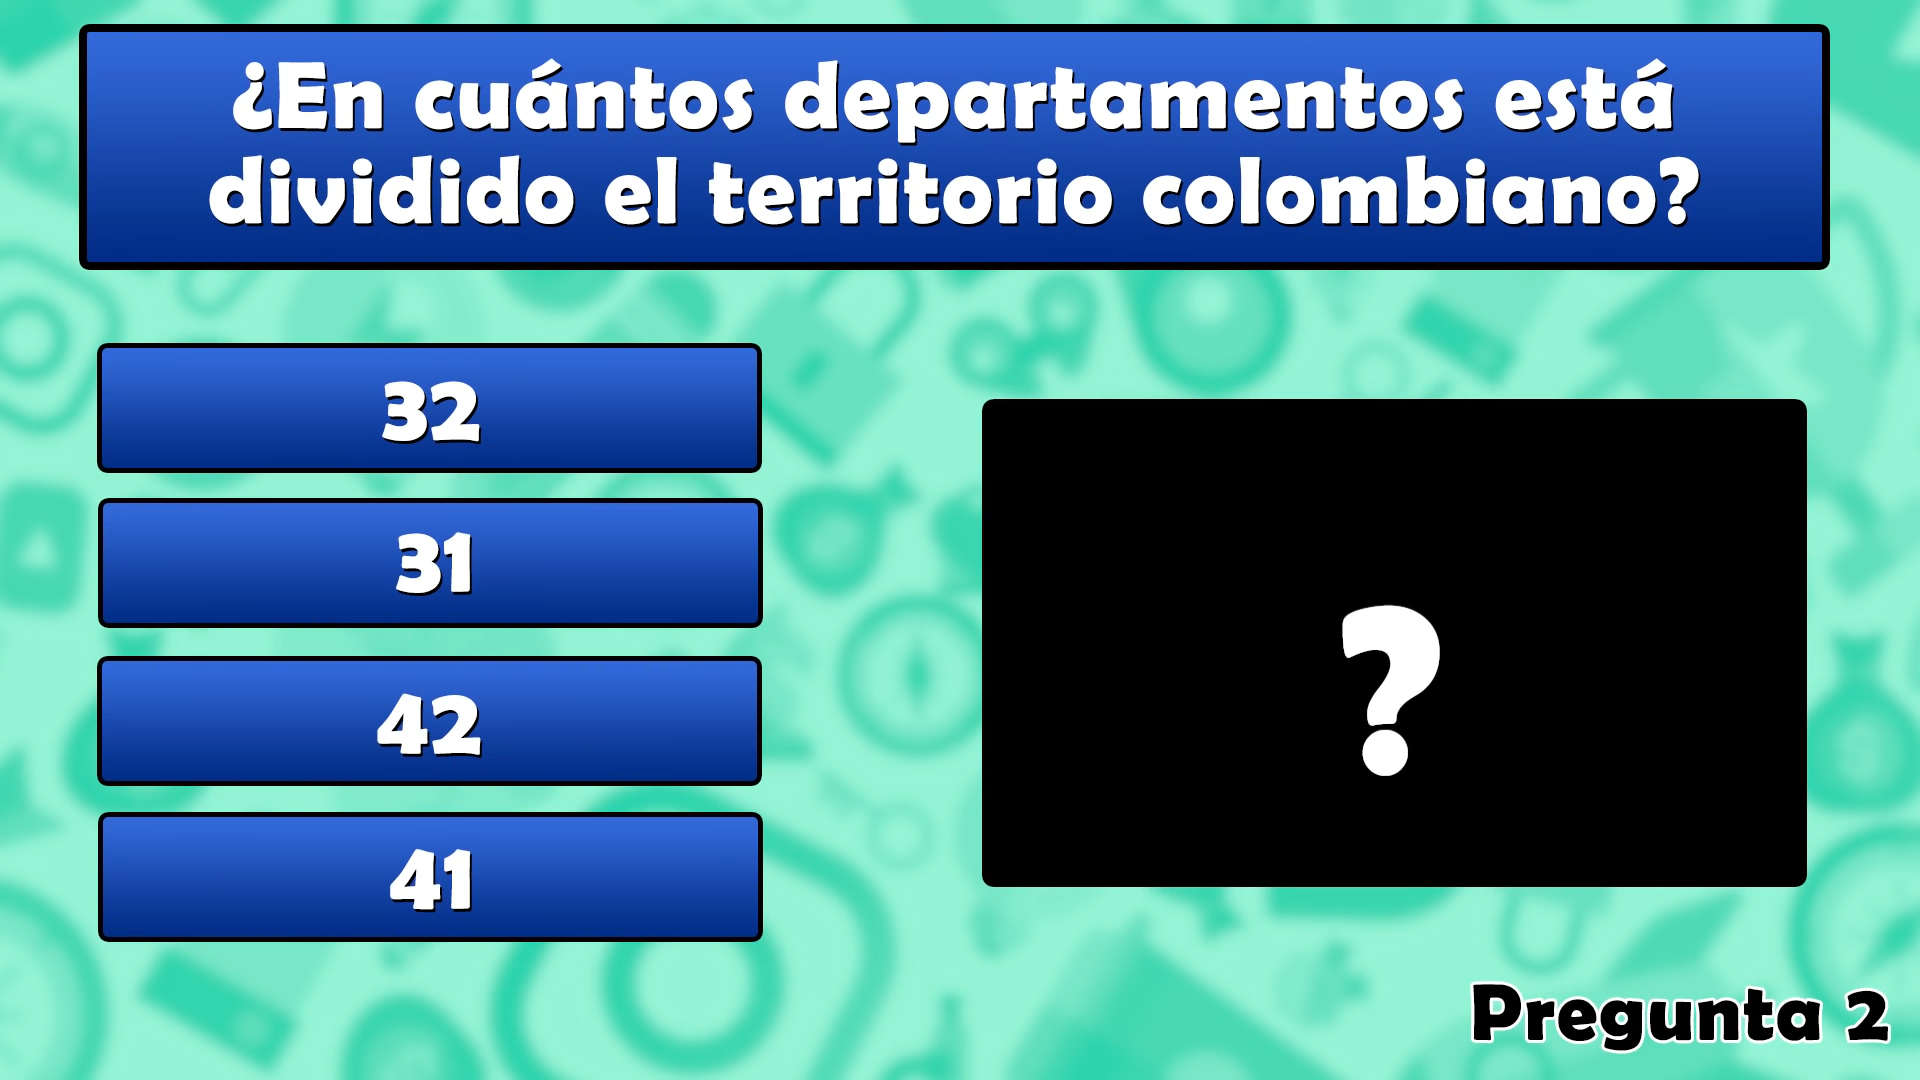 ¿En cuántos departamentos está
dividido el territorio colombiano?
32
31
42
41
?
Pregunta 2